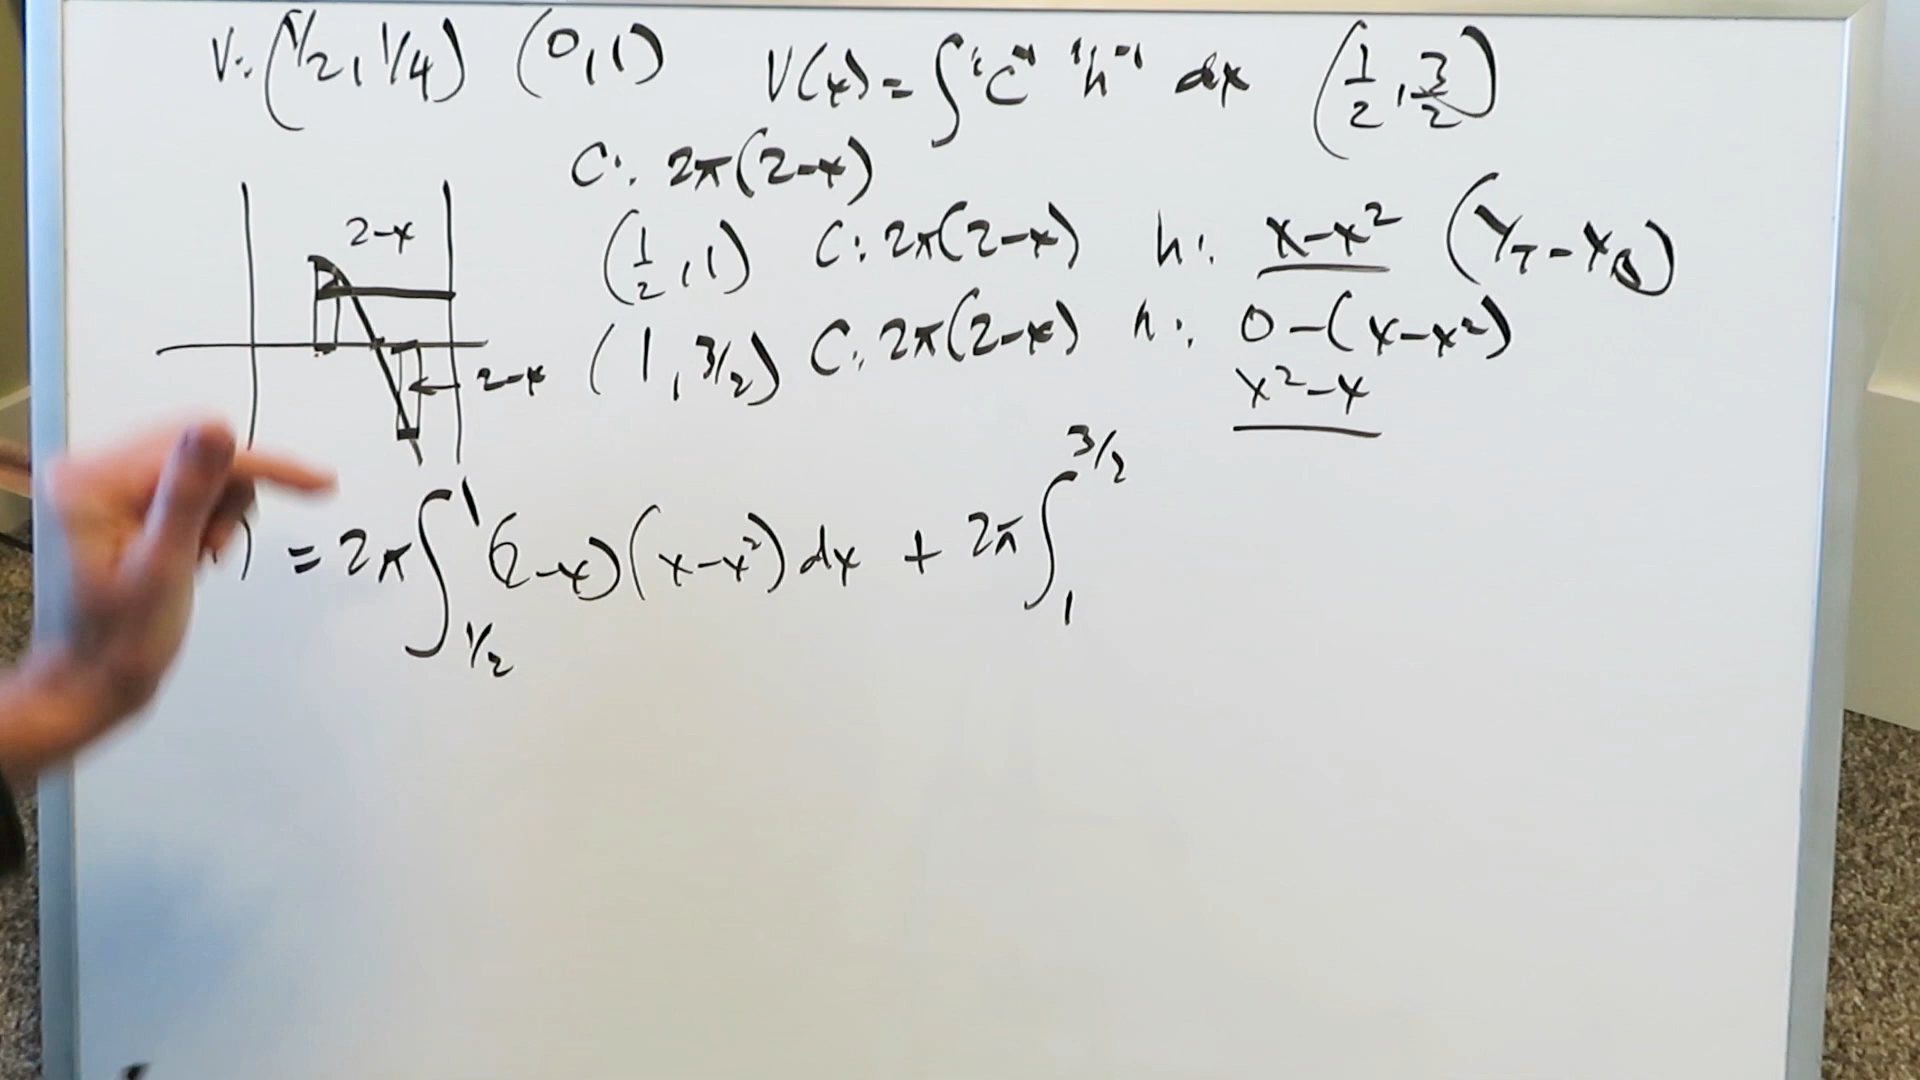 V: (1/2, 1/4) (0,1) V(x) = ∫ "C" "h" dx (1/2, 3/2)
C: 2π(2-x)
2-x
(1/2, 1) C: 2π(2-x) h: x-x² (Y_T - Y_B)
2-x (1, 3/2) C: 2π(2-x) h: 0-(x-x²)
x²-x
) = 2π ∫_{1/2}^{1} (2-x)(x-x²)dx + 2π ∫_{1}^{3/2}